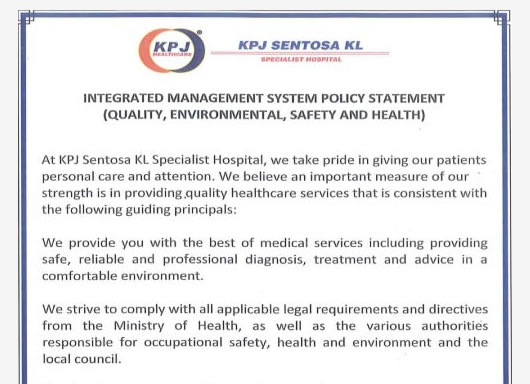 KPJ
HEALTHCARE
KPJ SENTOSA KL
SPECIALIST HOSPITAL
INTEGRATED MANAGEMENT SYSTEM POLICY STATEMENT
(QUALITY, ENVIRONMENTAL, SAFETY AND HEALTH)
At KPJ Sentosa KL Specialist Hospital, we take pride in giving our patients
personal care and attention. We believe an important measure of our
strength is in providing quality healthcare services that is consistent with
the following guiding principals:
We provide you with the best of medical services including providing
safe, reliable and professional diagnosis, treatment and advice in a
comfortable environment.
We strive to comply with all applicable legal requirements and directives
from the Ministry of Health, as well as the various authorities
responsible for occupational safety, health and environment and the
local council.